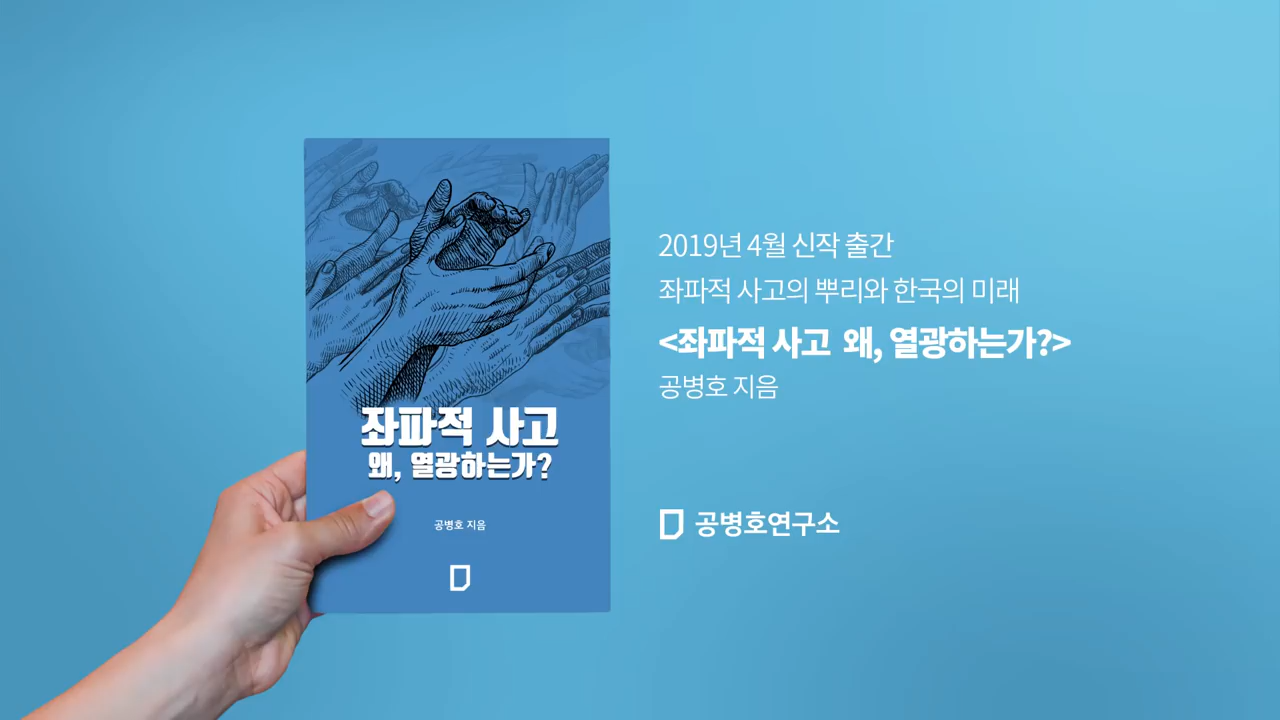 좌파적 사고
왜, 열광하는가?
공병호 지음
2019년 4월 신작 출간
좌파적 사고의 뿌리와 한국의 미래
<좌파적 사고 왜, 열광하는가?>
공병호 지음
공병호연구소